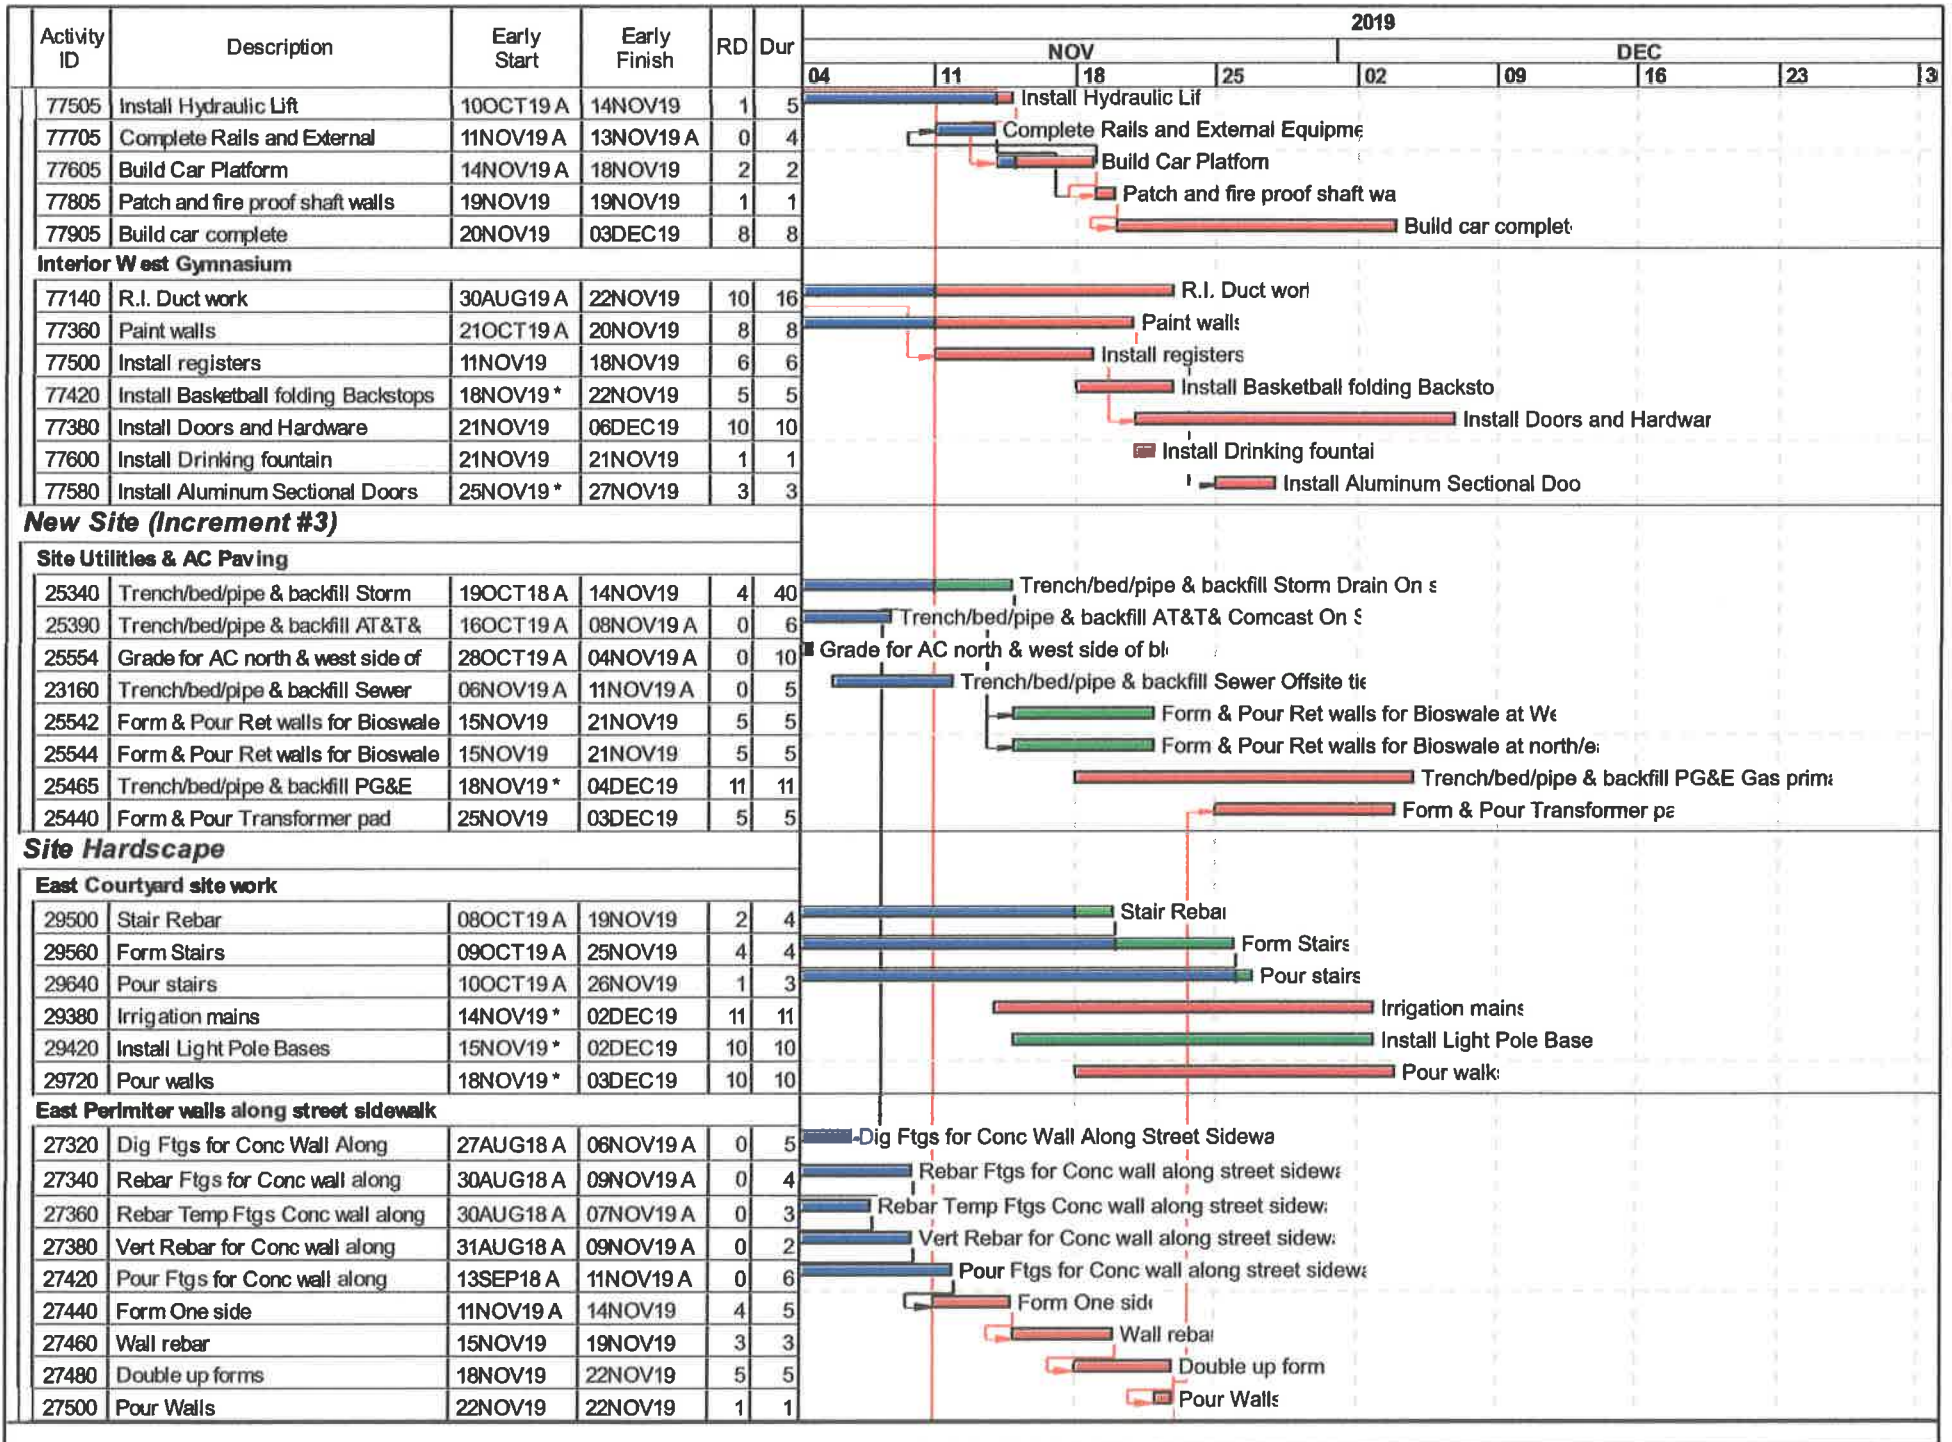 Activity ID Description Early Start Early Finish RD Dur 2019
NOV DEC
04 11 18 25 02 09 16 23
77505 Install Hydraulic Lift 10OCT19 A 14NOV19 1 5 Install Hydraulic Lif
77705 Complete Rails and External 11NOV19 A 13NOV19 A 0 4 Complete Rails and External Equipme
77605 Build Car Platform 14NOV19 A 18NOV19 2 2 Build Car Platforn
77805 Patch and fire proof shaft walls 19NOV19 19NOV19 1 1 Patch and fire proof shaft wa
77905 Build car complete 20NOV19 03DEC19 8 8 Build car complet
Interior West Gymnasium
77140 R.I. Duct work 30AUG19 A 22NOV19 10 16 R.I. Duct worl
77360 Paint walls 21OCT19 A 20NOV19 8 8 Paint walls
77500 Install registers 11NOV19 18NOV19 6 6 Install registers
77420 Install Basketball folding Backstops 18NOV19 * 22NOV19 5 5 Install Basketball folding Backsto
77380 Install Doors and Hardware 21NOV19 06DEC19 10 10 Install Doors and Hardwar
77600 Install Drinking fountain 21NOV19 21NOV19 1 1 Install Drinking fountai
77580 Install Aluminum Sectional Doors 25NOV19 * 27NOV19 3 3 Install Aluminum Sectional Doo
New Site (Increment #3)
Site Utilities & AC Paving
25340 Trench/bed/pipe & backfill Storm 19OCT18 A 14NOV19 4 40 Trench/bed/pipe & backfill Storm Drain On s
25390 Trench/bed/pipe & backfill AT&T& 16OCT19 A 08NOV19 A 0 6 Trench/bed/pipe & backfill AT&T& Comcast On S
25554 Grade for AC north & west side of 28OCT19 A 04NOV19 A 0 10 Grade for AC north & west side of bl
23160 Trench/bed/pipe & backfill Sewer 06NOV19 A 11NOV19 A 0 5 Trench/bed/pipe & backfill Sewer Offsite tie
25542 Form & Pour Ret walls for Bioswale 15NOV19 21NOV19 5 5 Form & Pour Ret walls for Bioswale at We
25544 Form & Pour Ret walls for Bioswale 15NOV19 21NOV19 5 5 Form & Pour Ret walls for Bioswale at north/ea
25465 Trench/bed/pipe & backfill PG&E 18NOV19 * 04DEC19 11 11 Trench/bed/pipe & backfill PG&E Gas prima
25440 Form & Pour Transformer pad 25NOV19 03DEC19 5 5 Form & Pour Transformer pa
Site Hardscape
East Courtyard site work
29500 Stair Rebar 08OCT19 A 19NOV19 2 4 Stair Rebar
29560 Form Stairs 09OCT19 A 25NOV19 4 4 Form Stairs
29640 Pour stairs 10OCT19 A 26NOV19 1 3 Pour stairs
29380 Irrigation mains 14NOV19 * 02DEC19 11 11 Irrigation mains
29420 Install Light Pole Bases 15NOV19 * 02DEC19 10 10 Install Light Pole Base
29720 Pour walks 18NOV19 * 03DEC19 10 10 Pour walks
East Perimiter walls along street sidewalk
27320 Dig Ftgs for Conc Wall Along 27AUG18 A 06NOV19 A 0 5 Dig Ftgs for Conc Wall Along Street Sidewa
27340 Rebar Ftgs for Conc wall along 30AUG18 A 09NOV19 A 0 4 Rebar Ftgs for Conc wall along street sidewa
27360 Rebar Temp Ftgs Conc wall along 30AUG18 A 07NOV19 A 0 3 Rebar Temp Ftgs Conc wall along street sidewa
27380 Vert Rebar for Conc wall along 31AUG18 A 09NOV19 A 0 2 Vert Rebar for Conc wall along street sidewa
27420 Pour Ftgs for Conc wall along 13SEP18 A 11NOV19 A 0 6 Pour Ftgs for Conc wall along street sidewa
27440 Form One side 11NOV19 A 14NOV19 4 5 Form One side
27460 Wall rebar 15NOV19 19NOV19 3 3 Wall rebar
27480 Double up forms 18NOV19 22NOV19 5 5 Double up form
27500 Pour Walls 22NOV19 22NOV19 1 1 Pour Walls